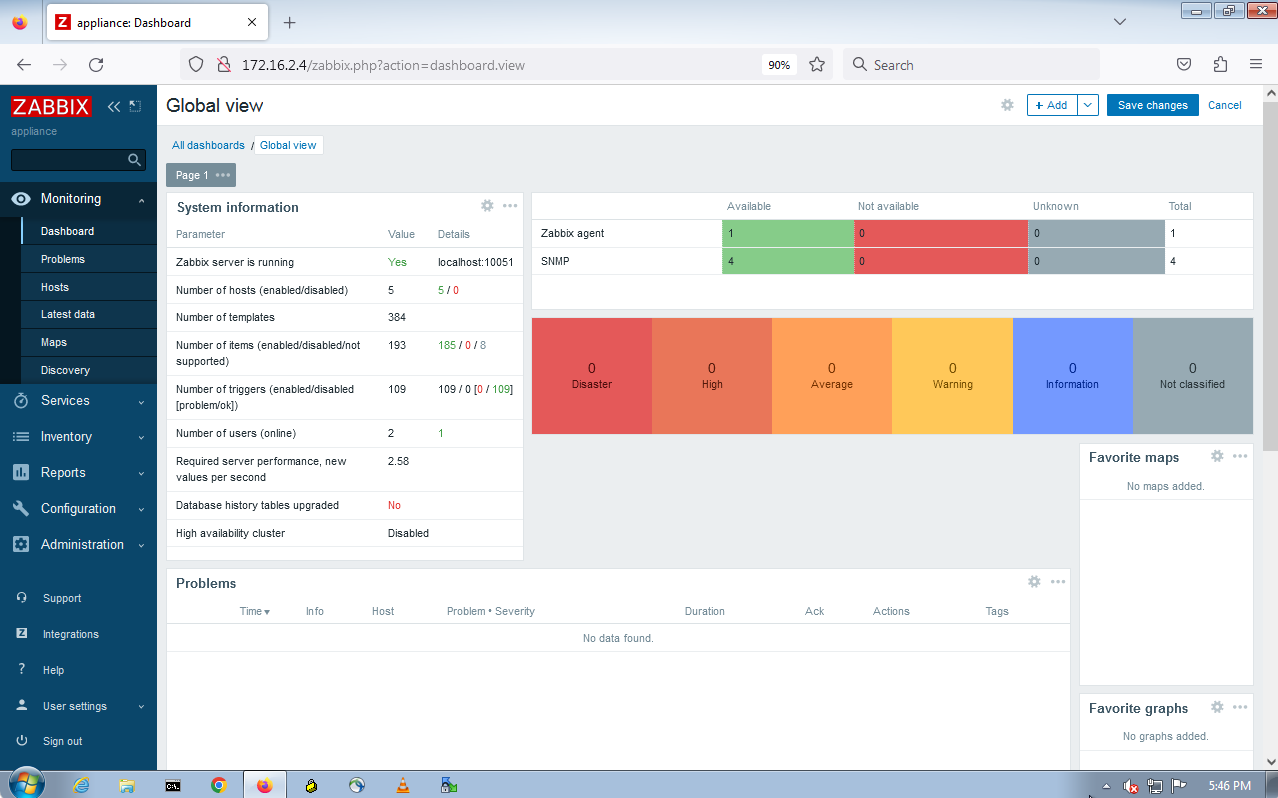 appliance: Dashboard
172.16.2.4/zabbix.php?action=dashboard.view
90%
Search
ZABBIX
appliance
Monitoring
Dashboard
Problems
Hosts
Latest data
Maps
Discovery
Services
Inventory
Reports
Configuration
Administration
Support
Integrations
Help
User settings
Sign out
Global view
+ Add
Save changes
Cancel
All dashboards / Global view
Page 1
System information
Parameter Value Details
Zabbix server is running Yes localhost:10051
Number of hosts (enabled/disabled) 5 5 / 0
Number of templates 384
Number of items (enabled/disabled/not supported) 193 185 / 0 / 8
Number of triggers (enabled/disabled [problem/ok]) 109 109 / 0 [0 / 109]
Number of users (online) 2 1
Required server performance, new values per second 2.58
Database history tables upgraded No
High availability cluster Disabled
Available Not available Unknown Total
Zabbix agent 1 0 0 1
SNMP 4 0 0 4
0 0 0 0 0 0
Disaster High Average Warning Information Not classified
Favorite maps
No maps added.
Problems
Time Info Host Problem • Severity Duration Ack Actions Tags
No data found.
Favorite graphs
No graphs added.
5:46 PM